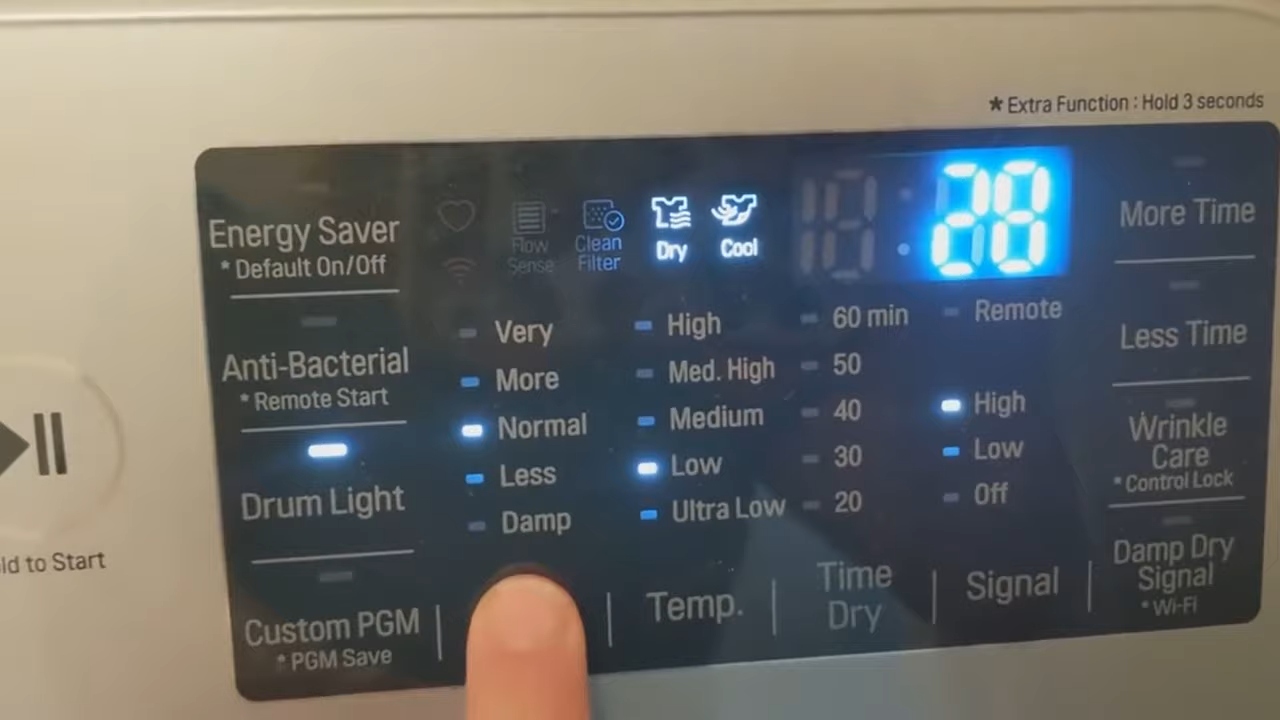 * Extra Function : Hold 3 seconds
Energy Saver
* Default On/Off
Anti-Bacterial
* Remote Start
Drum Light
Custom PGM
* PGM Save
Flow
Sense
Clean
Filter
Dry
Cool
28
Very
More
Normal
Less
Damp
High
Med. High
Medium
Low
Ultra Low
Temp.
60 min
50
40
30
20
Time
Dry
Remote
High
Low
Off
Signal
More Time
Less Time
Wrinkle
Care
* Control Lock
Damp Dry
Signal
* Wi-Fi
ld to Start